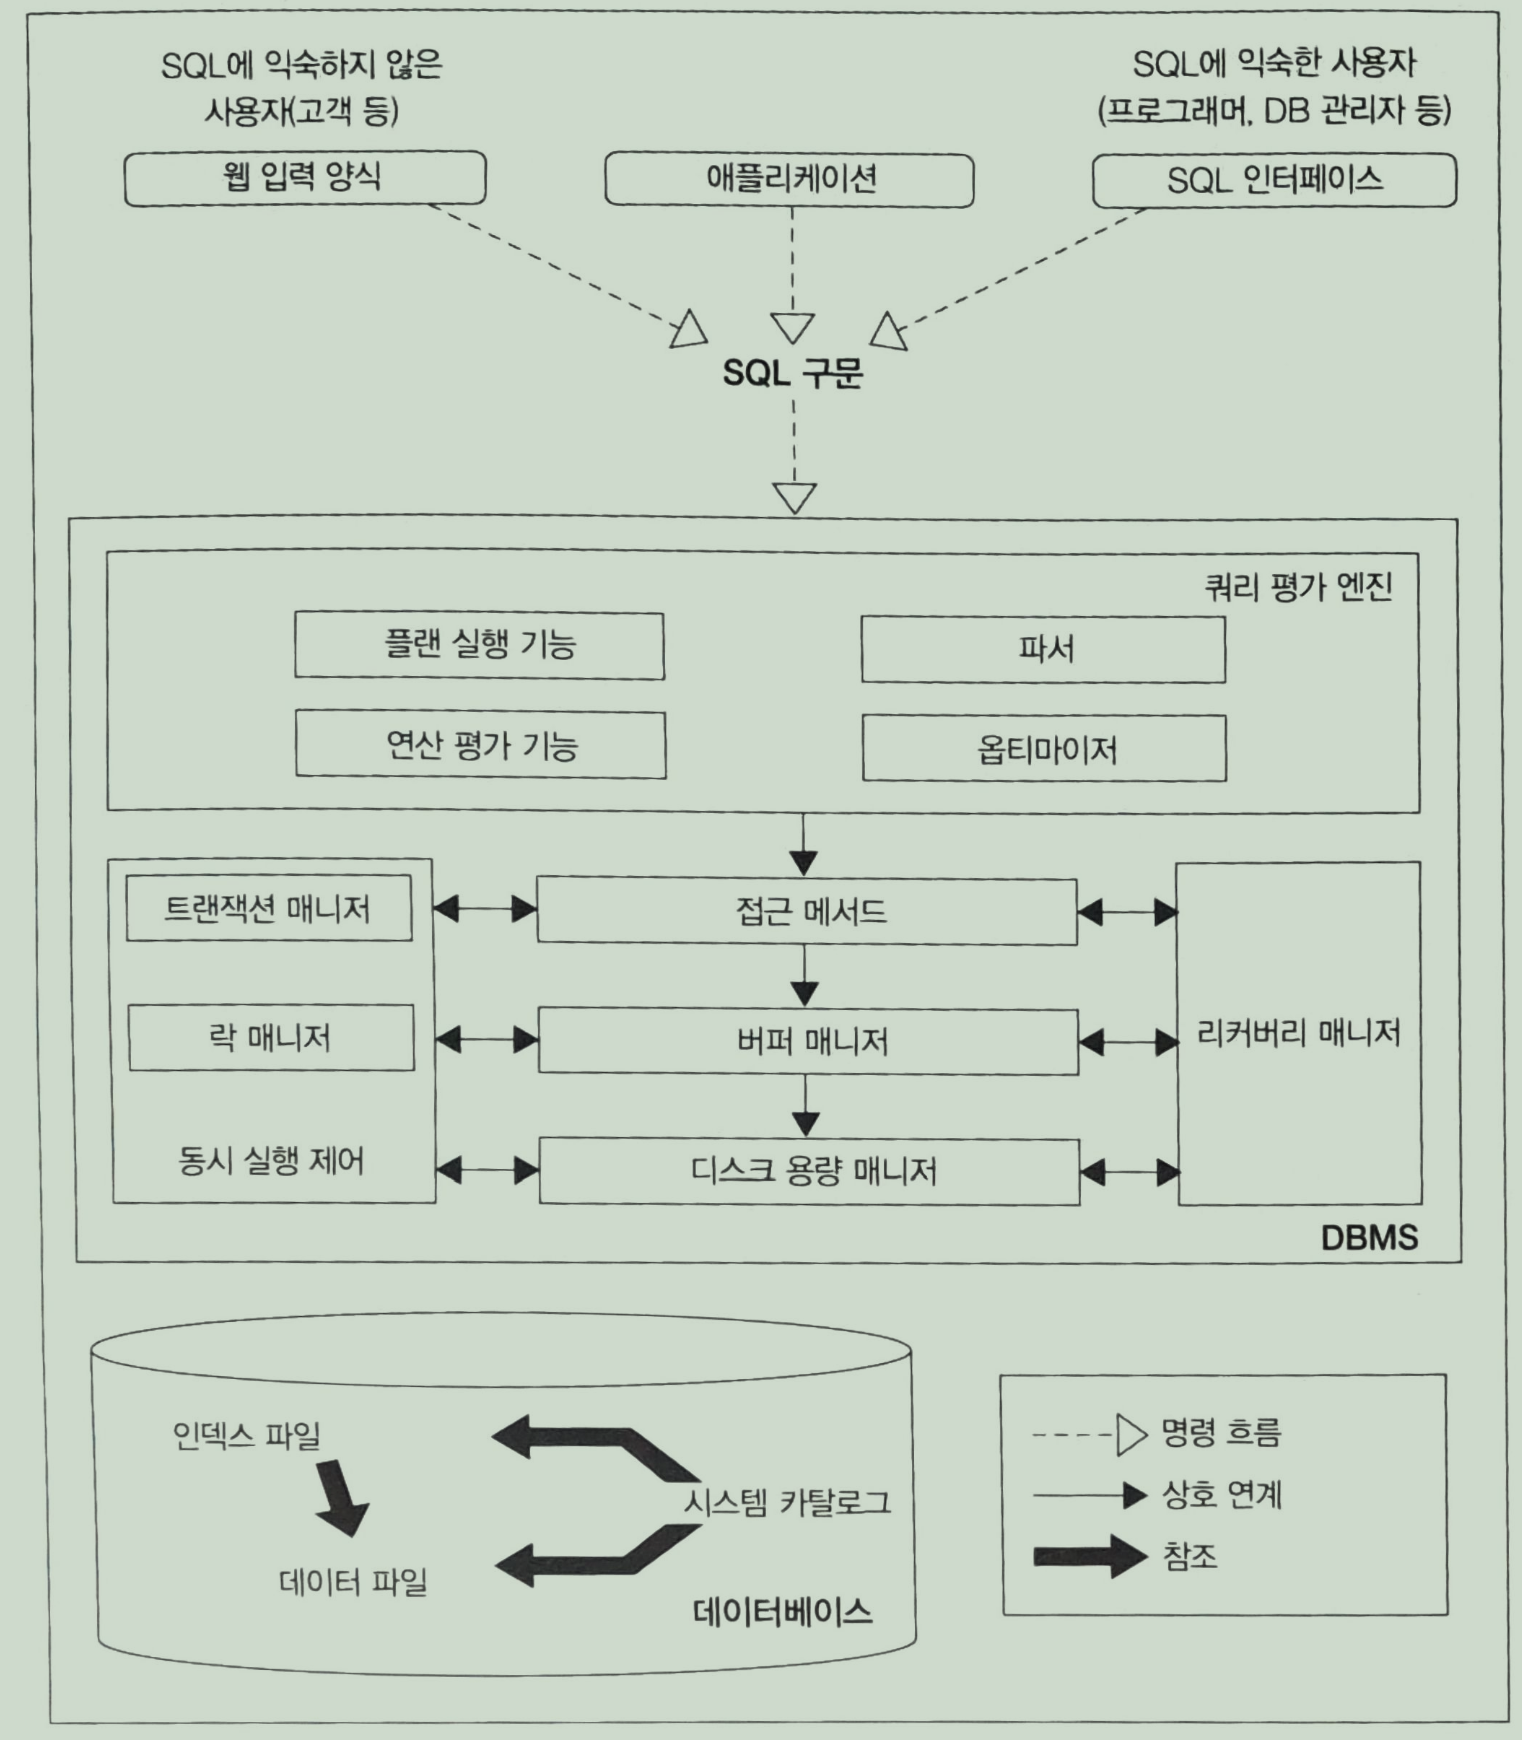 SQL에 익숙하지 않은
사용자(고객 등)
SQL에 익숙한 사용자
(프로그래머, DB 관리자 등)
웹 입력 양식
애플리케이션
SQL 인터페이스
SQL 구문
쿼리 평가 엔진
플랜 실행 기능
파서
연산 평가 기능
옵티마이저
트랜잭션 매니저
접근 메서드
락 매니저
버퍼 매니저
리커버리 매니저
동시 실행 제어
디스크 용량 매니저
DBMS
인덱스 파일
시스템 카탈로그
데이터 파일
데이터베이스
명령 흐름
상호 연계
참조